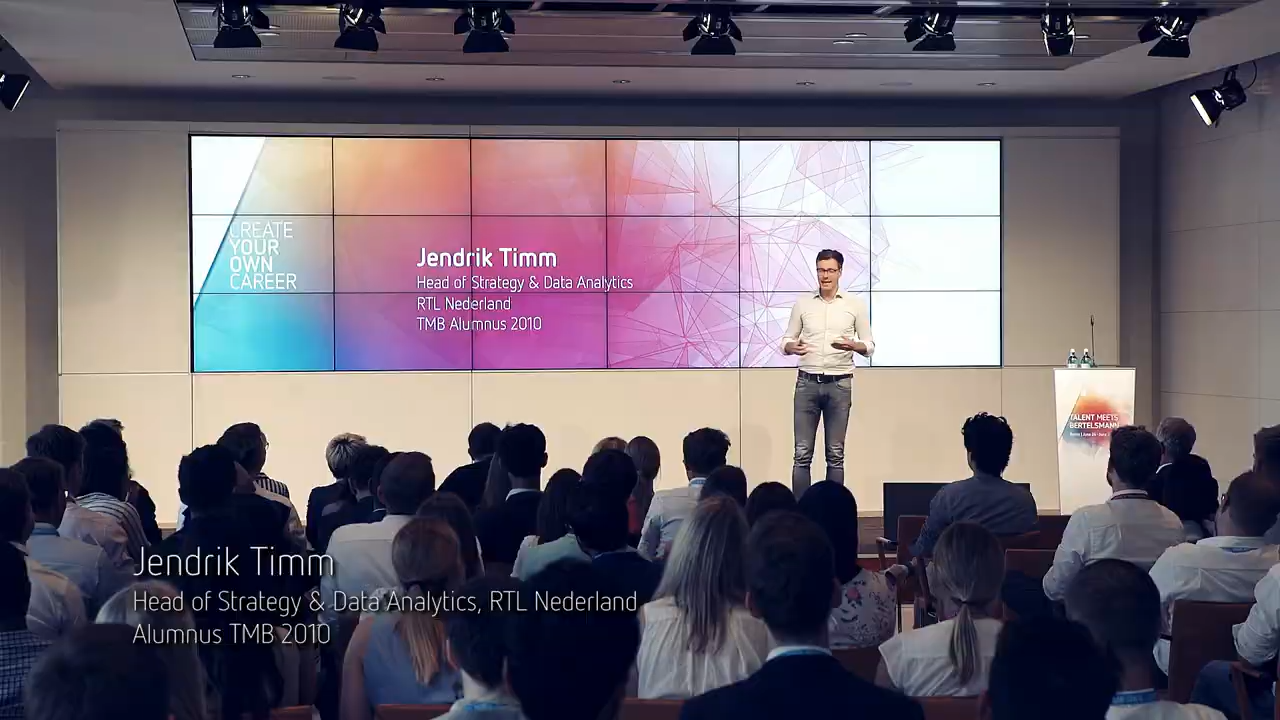 CREATE
YOUR
OWN
CAREER
Jendrik Timm
Head of Strategy & Data Analytics
RTL Nederland
TMB Alumnus 2010
TALENT MEETS
BERTELSMANN
Jendrik Timm
Head of Strategy & Data Analytics, RTL Nederland
Alumnus TMB 2010